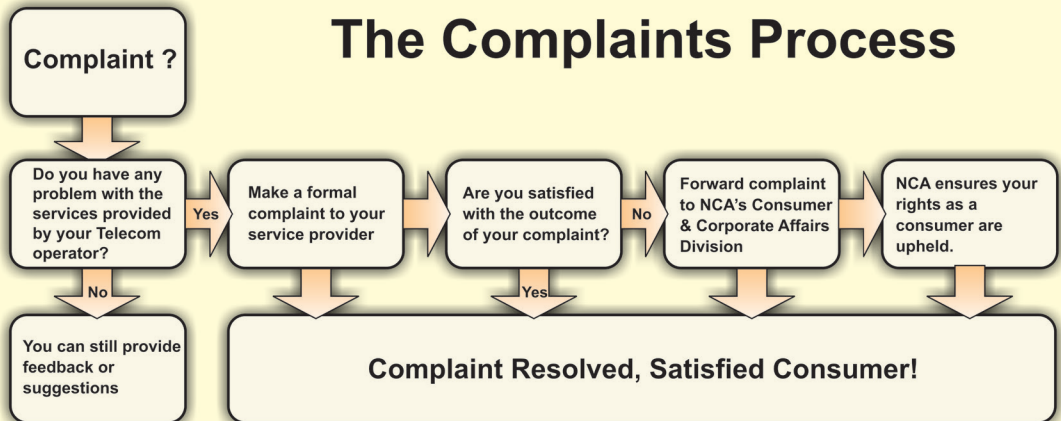 The Complaints Process
Complaint ?
Do you have any
problem with the
services provided
by your Telecom
operator?
Yes
Make a formal
complaint to your
service provider
Are you satisfied
with the outcome
of your complaint?
No
Forward complaint
to NCA's Consumer
& Corporate Affairs
Division
NCA ensures your
rights as a
consumer are
upheld.
No
Yes
You can still provide
feedback or
suggestions
Complaint Resolved, Satisfied Consumer!